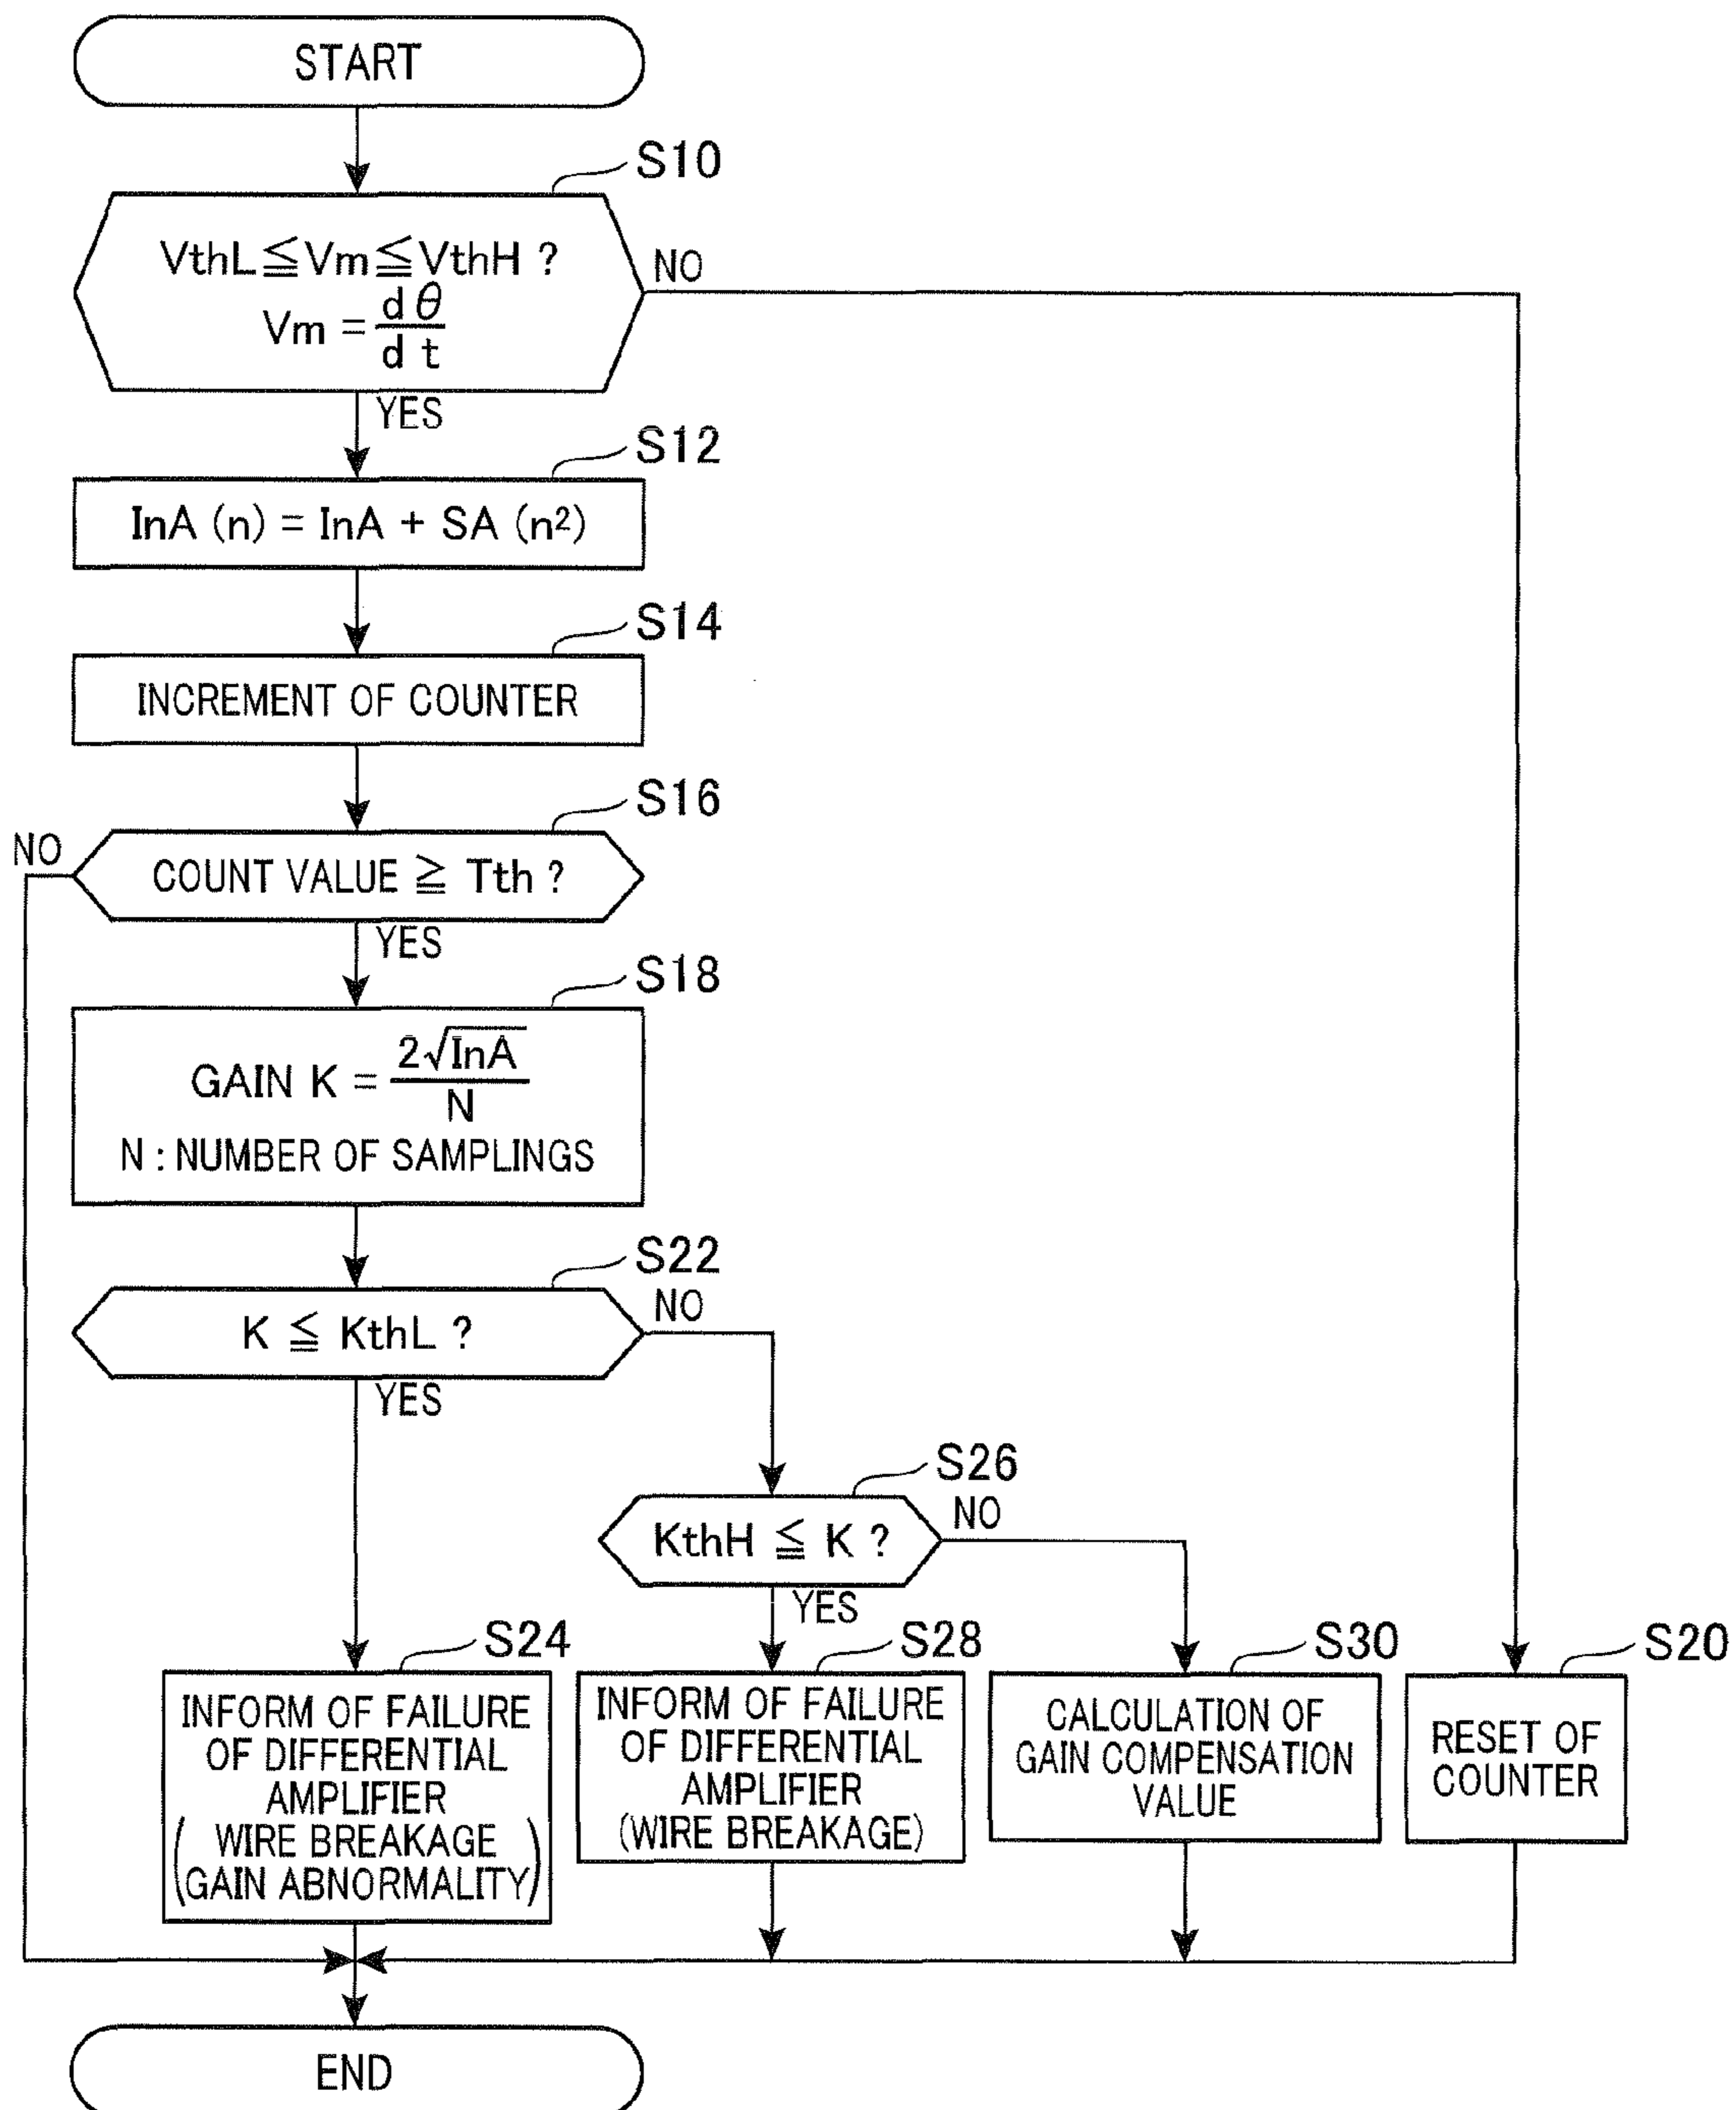 START
S10
VthL≦Vm≦VthH ?
NO
Vm = dθ/dt
YES
S12
InA (n) = InA + SA (n²)
S14
INCREMENT OF COUNTER
S16
NO
COUNT VALUE ≧ Tth ?
YES
S18
GAIN K = 2√InA/N
N : NUMBER OF SAMPLINGS
S22
NO
K ≦ KthL ?
YES
S26
NO
KthH ≦ K ?
YES
S24
INFORM OF FAILURE
OF DIFFERENTIAL
AMPLIFIER
(WIRE BREAKAGE
GAIN ABNORMALITY)
S28
INFORM OF FAILURE
OF DIFFERENTIAL
AMPLIFIER
(WIRE BREAKAGE)
S30
CALCULATION OF
GAIN COMPENSATION
VALUE
S20
RESET OF
COUNTER
END